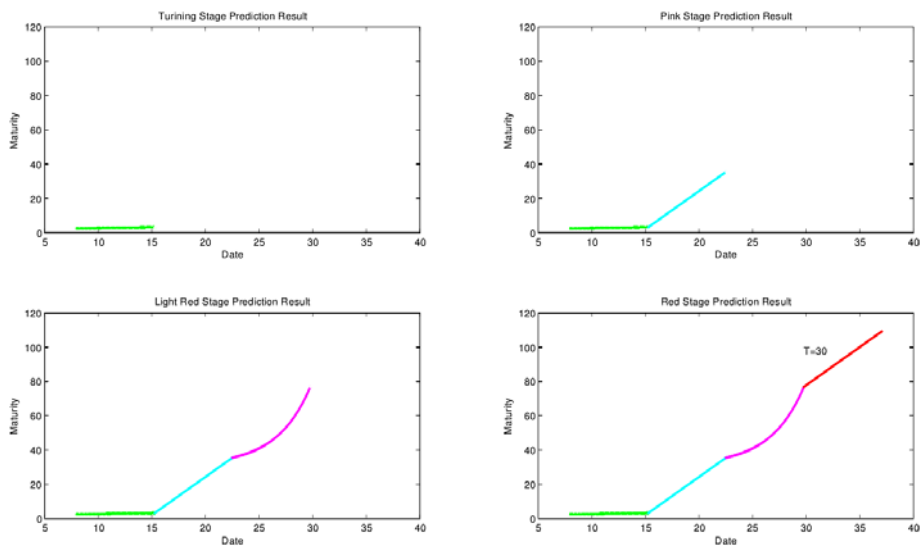 Turining Stage Prediction Result
120
100
80
60
40
20
0
Maturity
5 10 15 20 25 30 35 40
Date
Pink Stage Prediction Result
120
100
80
60
40
20
0
Maturity
5 10 15 20 25 30 35 40
Date
Light Red Stage Prediction Result
120
100
80
60
40
20
0
Maturity
5 10 15 20 25 30 35 40
Date
Red Stage Prediction Result
120
100
80
60
40
20
0
Maturity
T=30
5 10 15 20 25 30 35 40
Date